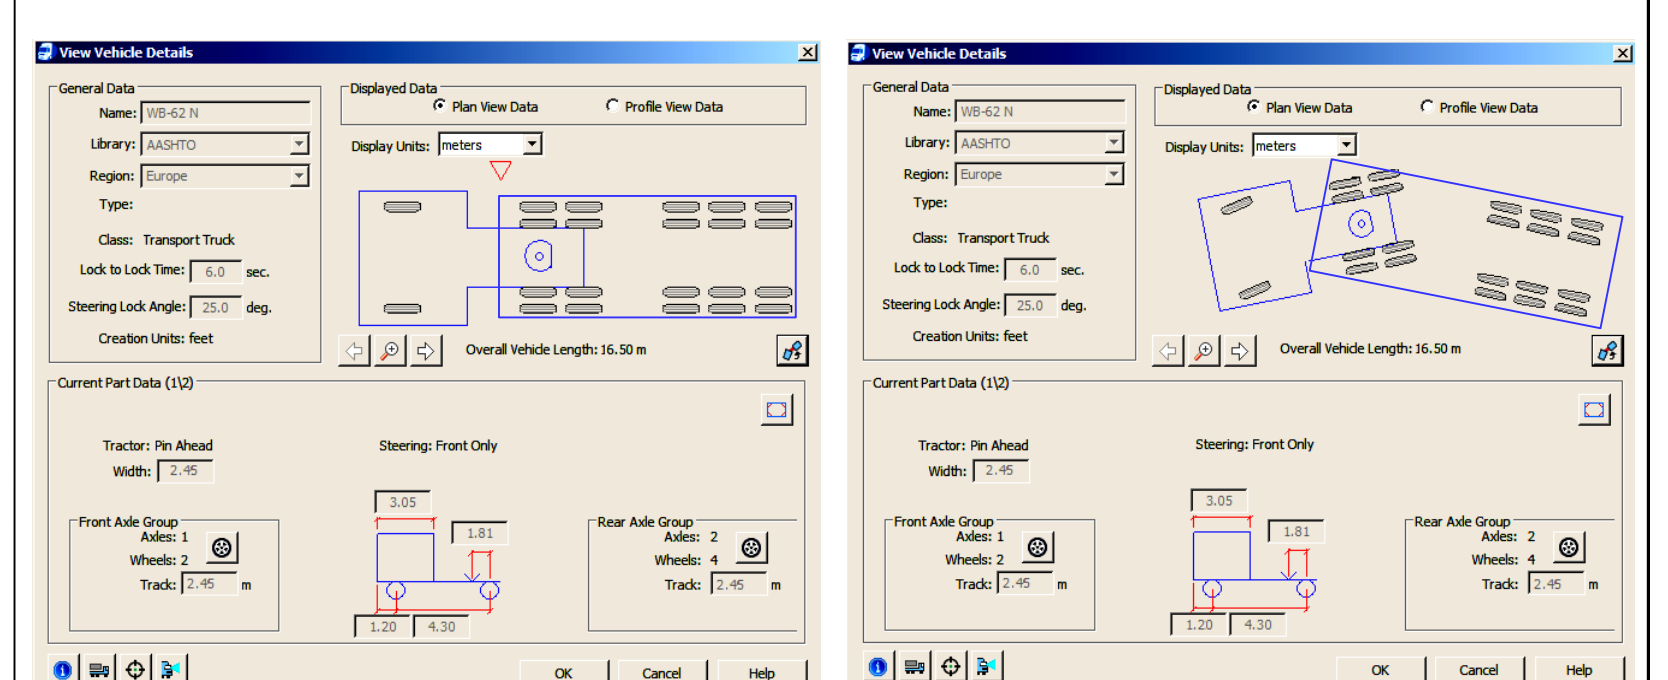 View Vehicle Details
General Data
Name: WB-62 N
Library: AASHTO
Region: Europe
Type:
Class: Transport Truck
Lock to Lock Time: 6.0 sec.
Steering Lock Angle: 25.0 deg.
Creation Units: feet
Displayed Data
Plan View Data Profile View Data
Display Units: meters
Overall Vehicle Length: 16.50 m
Current Part Data (1\2)
Tractor: Pin Ahead
Width: 2.45
Steering: Front Only
Front Axle Group
Axles: 1
Wheels: 2
Track: 2.45 m
3.05
1.81
1.20 4.30
Rear Axle Group
Axles: 2
Wheels: 4
Track: 2.45 m
OK Cancel Help
View Vehicle Details
General Data
Name: WB-62 N
Library: AASHTO
Region: Europe
Type:
Class: Transport Truck
Lock to Lock Time: 6.0 sec.
Steering Lock Angle: 25.0 deg.
Creation Units: feet
Displayed Data
Plan View Data Profile View Data
Display Units: meters
Overall Vehicle Length: 16.50 m
Current Part Data (1\2)
Tractor: Pin Ahead
Width: 2.45
Steering: Front Only
Front Axle Group
Axles: 1
Wheels: 2
Track: 2.45 m
3.05
1.81
1.20 4.30
Rear Axle Group
Axles: 2
Wheels: 4
Track: 2.45 m
OK Cancel Help